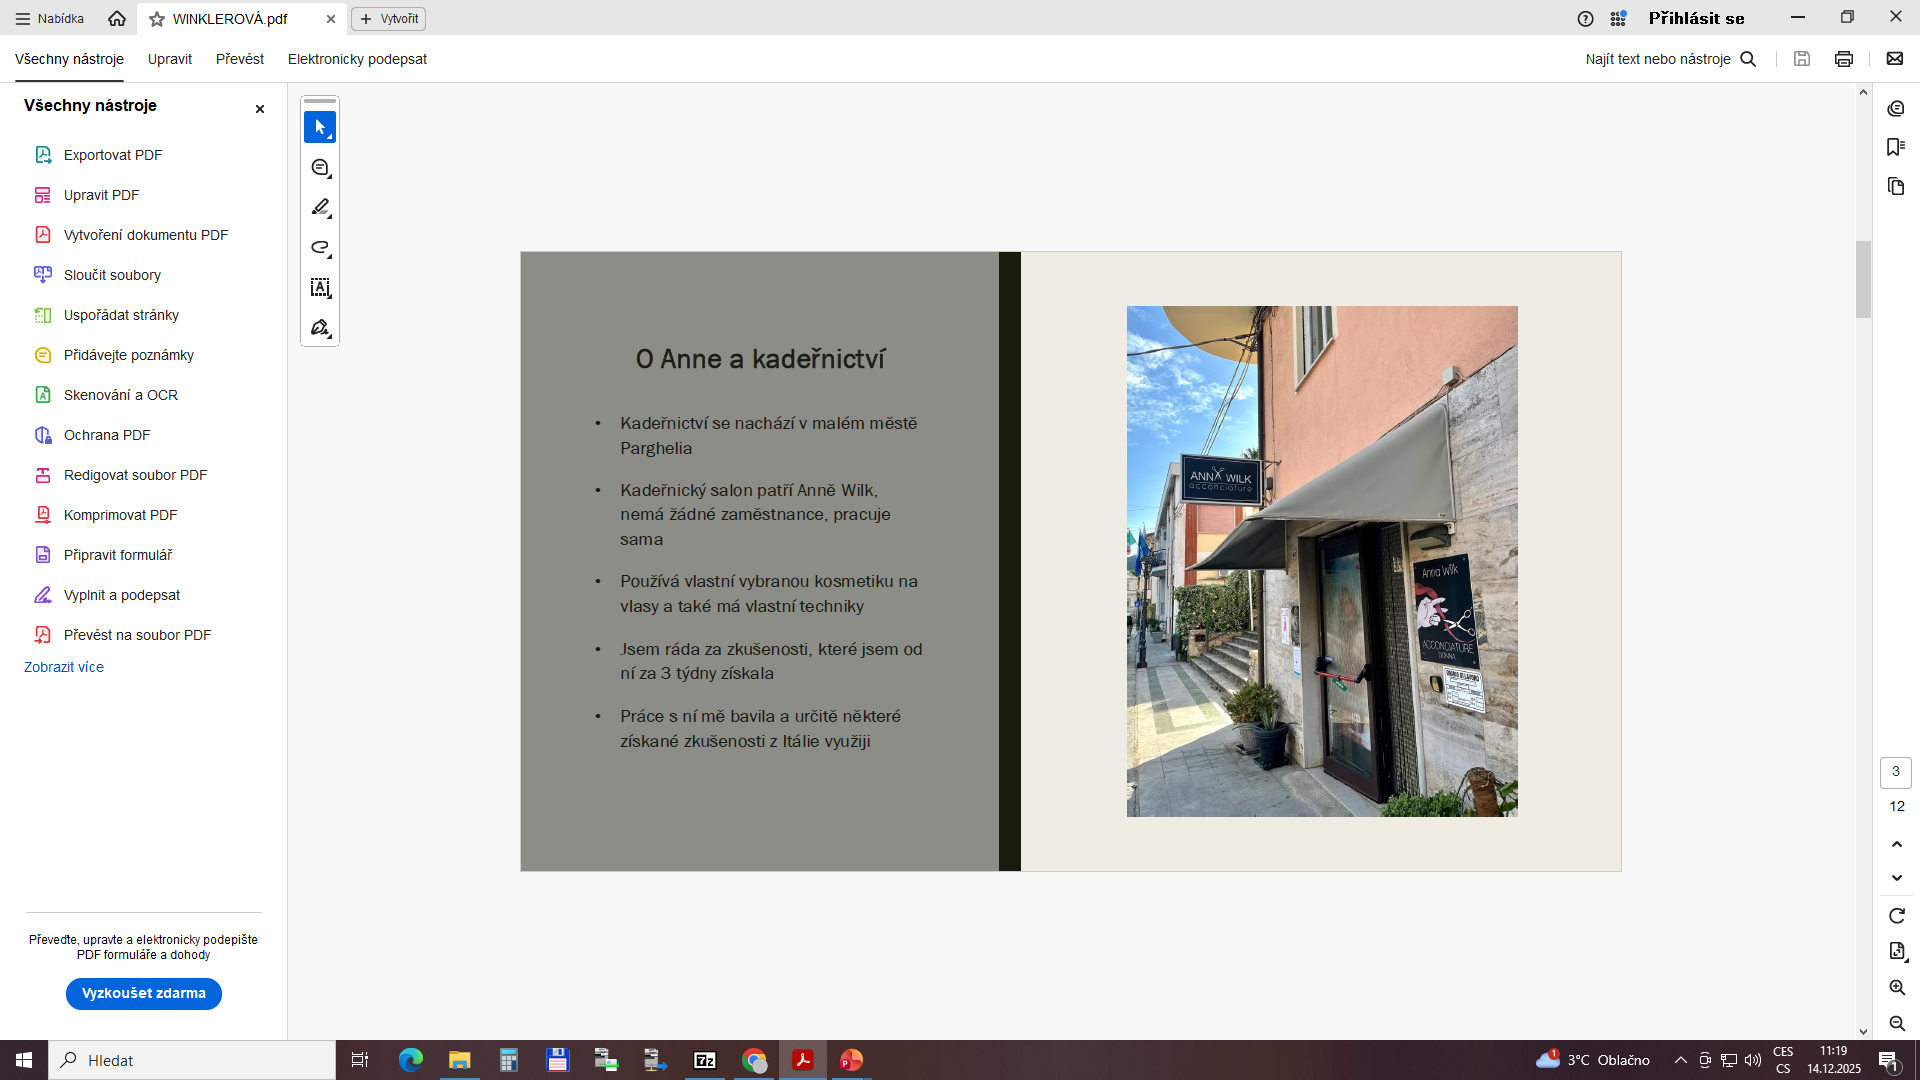 Nabídka
WINKLEROVÁ.pdf
Vytvořit
Přihlásit se
Všechny nástroje
Upravit
Převést
Elektronicky podepsat
Najít text nebo nástroje
Všechny nástroje
Exportovat PDF
Upravit PDF
Vytvoření dokumentu PDF
Sloučit soubory
Uspořádat stránky
Přidávejte poznámky
Skenování a OCR
Ochrana PDF
Redigovat soubor PDF
Komprimovat PDF
Připravit formulář
Vyplnit a podepsat
Převést na soubor PDF
Zobrazit více
Převeďte, upravte a elektronicky podepište
PDF formuláře a dohody
Vyzkoušet zdarma
O Anne a kadeřnictví
• Kadeřnictví se nachází v malém městě
Parghelia
• Kadeřnický salon patří Anně Wilk,
nemá žádné zaměstnance, pracuje
sama
• Používá vlastní vybranou kosmetiku na
vlasy a také má vlastní techniky
• Jsem ráda za zkušenosti, které jsem od
ní za 3 týdny získala
• Práce s ní mě bavila a určitě některé
získané zkušenosti z Itálie využiji
ANNA WILK
acconciature
Anna Wilk
ACCONCIATURE
DONNA
3
12
Hledat
7z
1
3°C Oblačno
CES
CS
11:19
14.12.2025
1